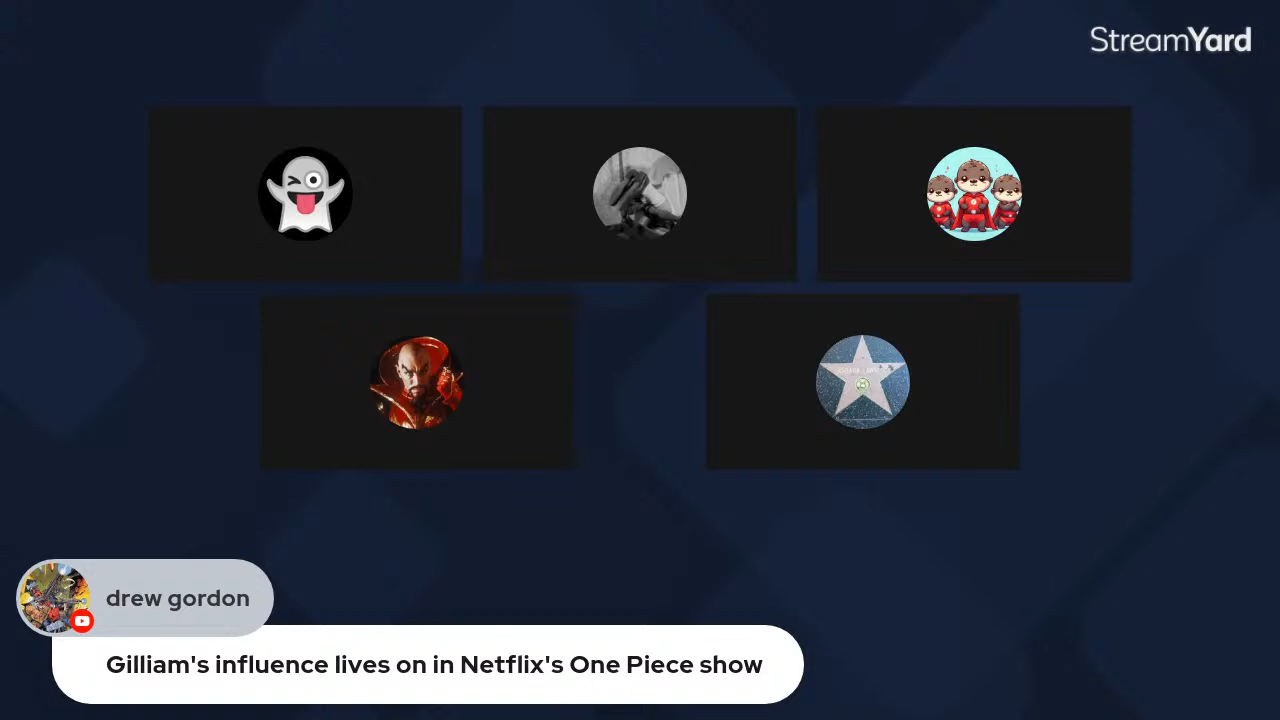 StreamYard
drew gordon
Gilliam's influence lives on in Netflix's One Piece show